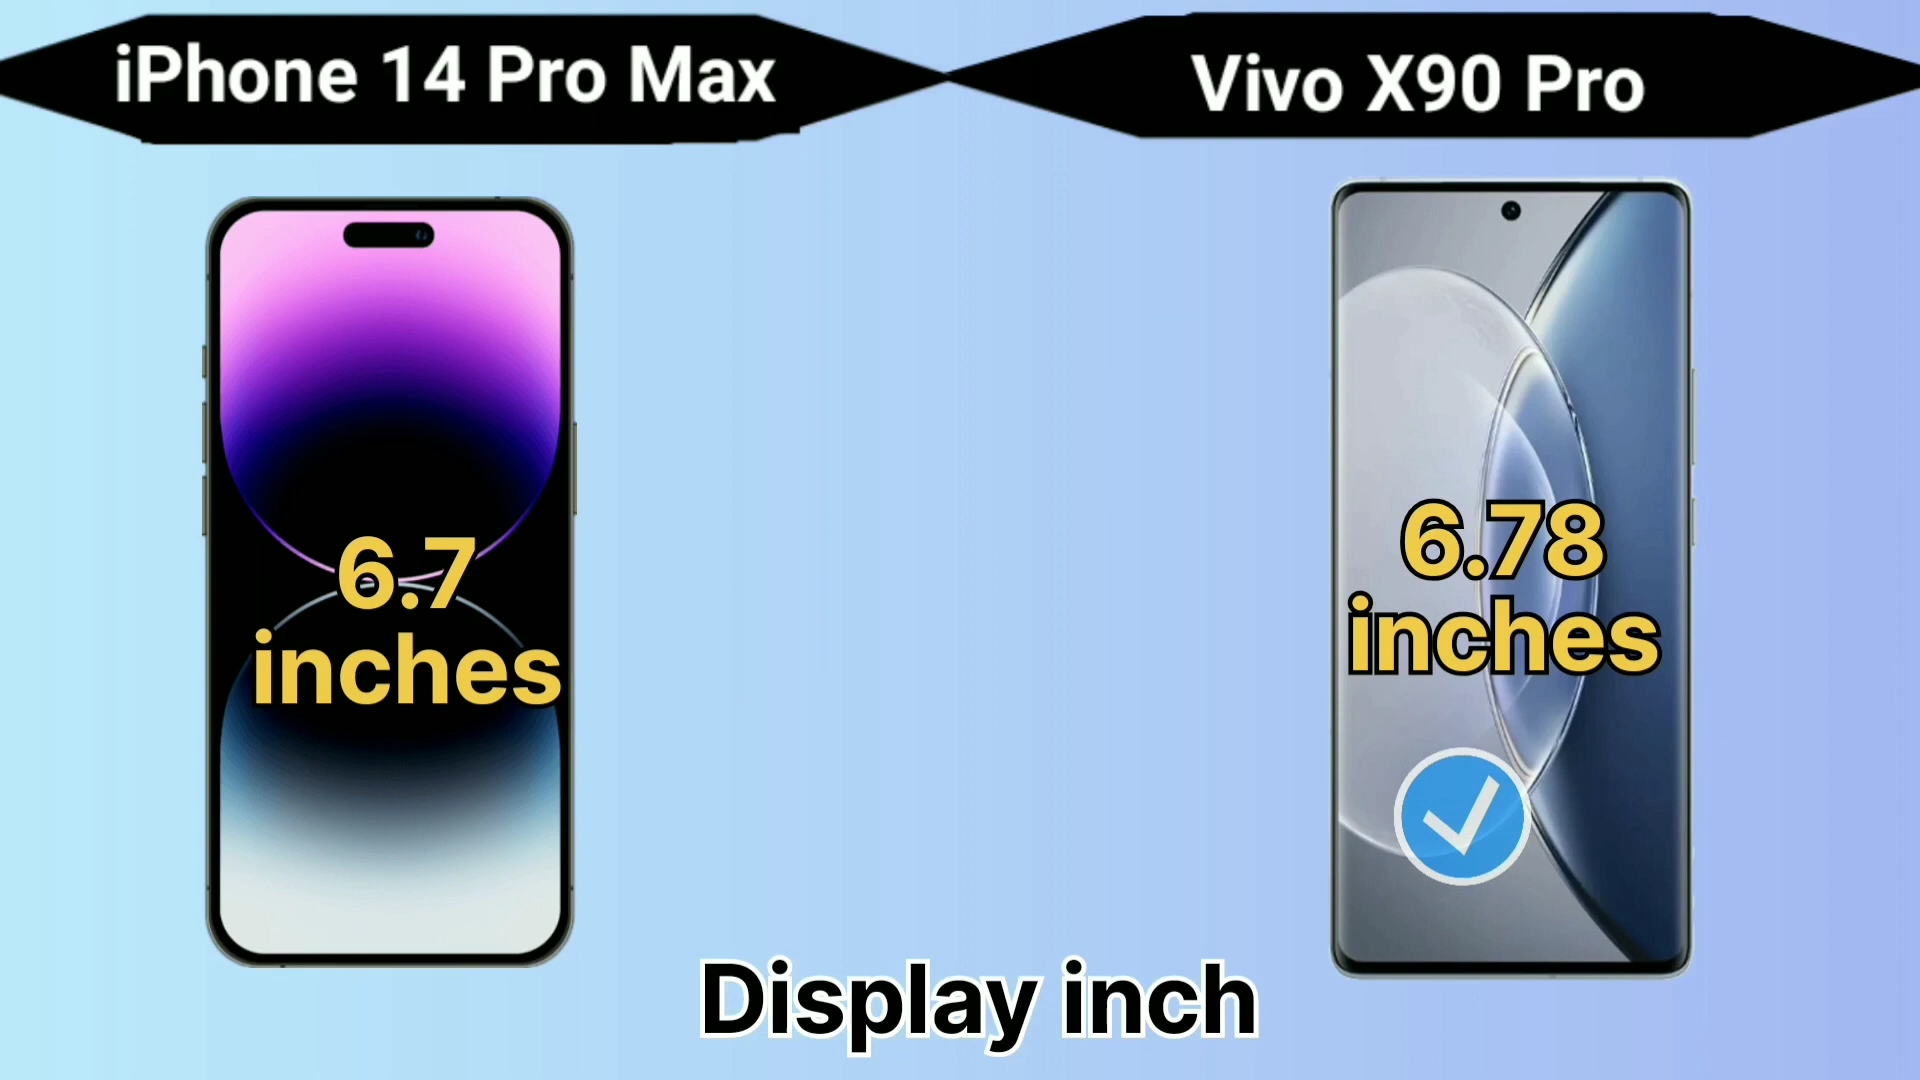 iPhone 14 Pro Max
Vivo X90 Pro
6.7
inches
6.78
inches
Display inch